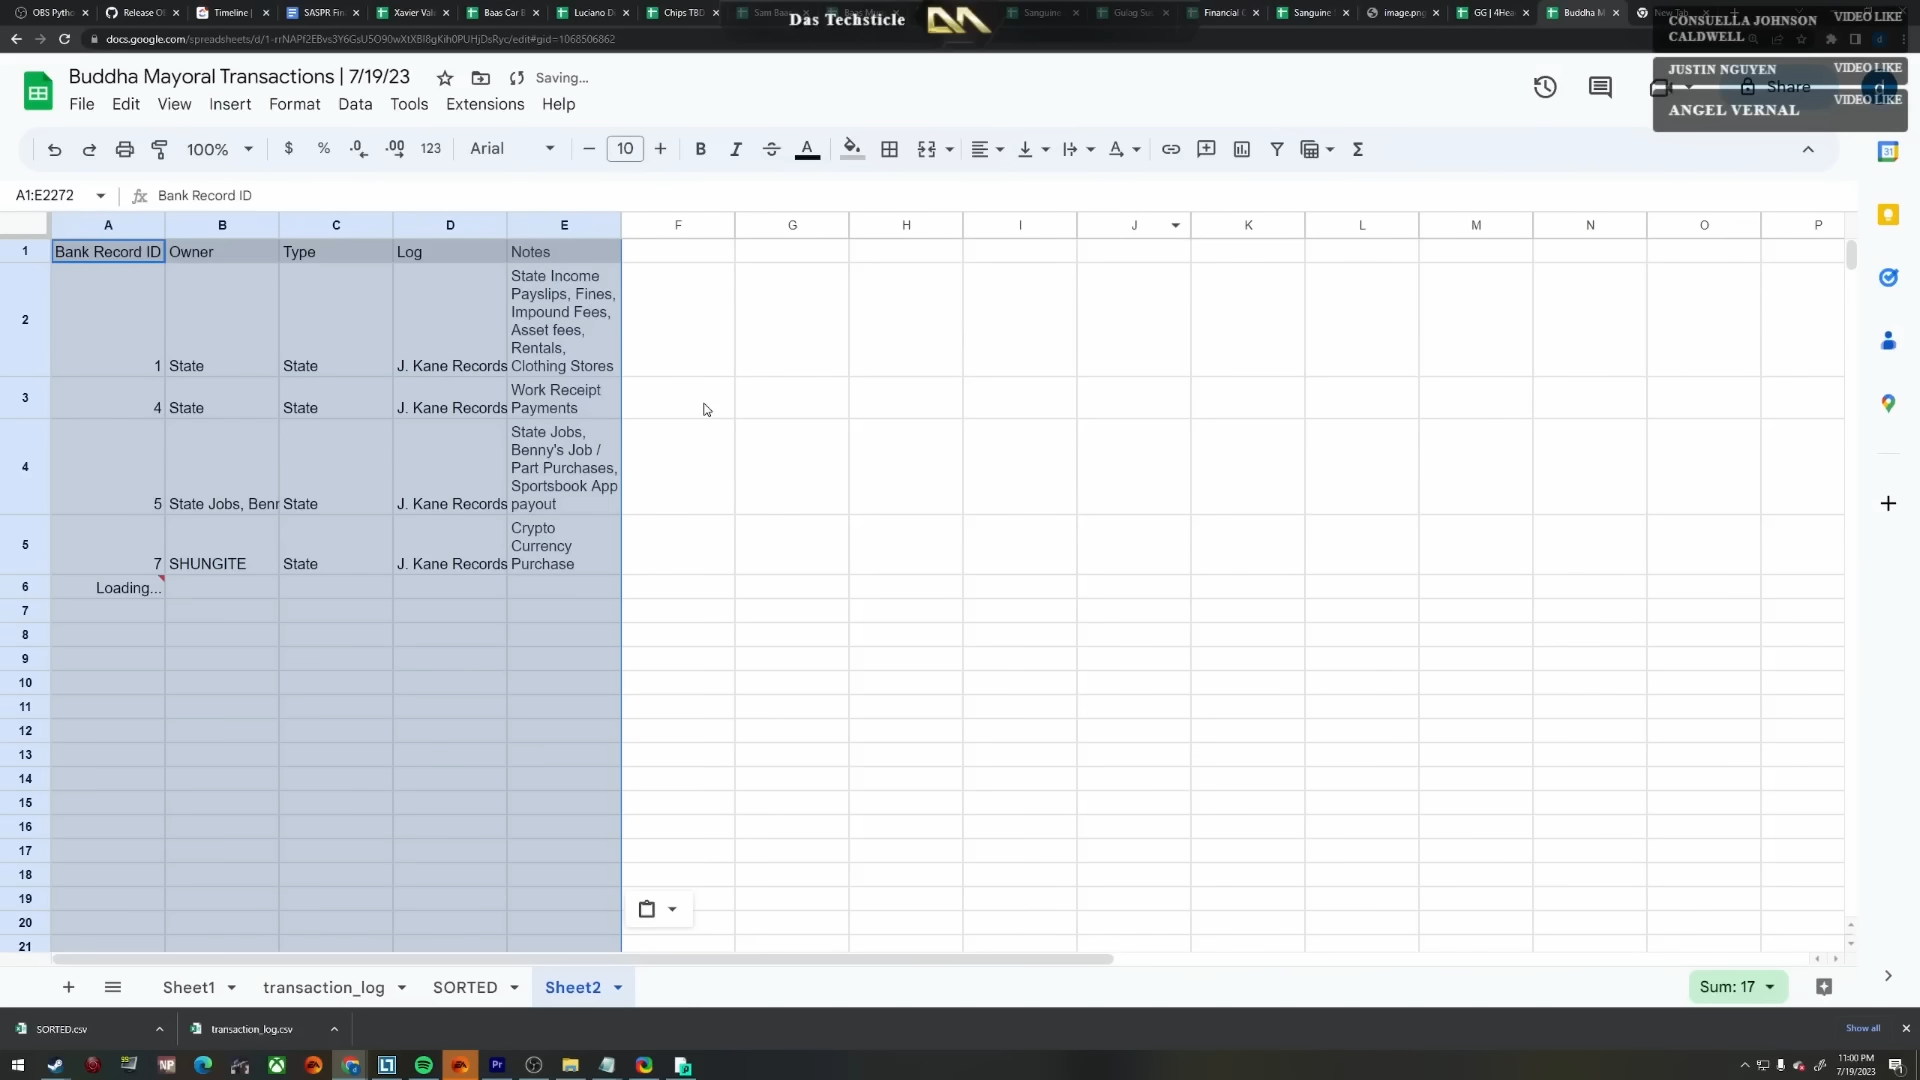 OBS Pytho
Release O
Timeline |
SASPR Fin
Xavier Val
Baas Car B
Luciano D
Chips TBD
Sam Baas
Das Techsticle
Sanguine
Gulag Su
Financial
Sanguine
image.png
GG | 4Hea
Buddha M
New Tab
docs.google.com/spreadsheets/d/1-rrNAPf2EBvs3Y6GsU5O90wXtXBI8gKih0PUHjDsRyc/edit#gid=1068506862
CONSUELLA JOHNSON CALDWELL VIDEO LIKE
JUSTIN NGUYEN VIDEO LIKE
ANGEL VERNAL VIDEO LIKE
Buddha Mayoral Transactions | 7/19/23 Saving...
Share
File Edit View Insert Format Data Tools Extensions Help
100% $ % .0 .00 123 Arial 10 B I A
A1:E2272 fx Bank Record ID
A B C D E F G H I J K L M N O P
1 Bank Record ID Owner Type Log Notes
State Income
Payslips, Fines,
Impound Fees,
2 Asset fees,
Rentals,
1 State State J. Kane Records Clothing Stores
3 Work Receipt
4 State State J. Kane Records Payments
State Jobs,
Benny's Job /
4 Part Purchases,
Sportsbook App
5 State Jobs, Benn State J. Kane Records payout
Crypto
5 Currency
7 SHUNGITE State J. Kane Records Purchase
6 Loading...
7
8
9
10
11
12
13
14
15
16
17
18
19
20
21
Sheet1 transaction_log SORTED Sheet2 Sum: 17
SORTED.csv transaction_log.csv Show all
11:00 PM
7/19/2023